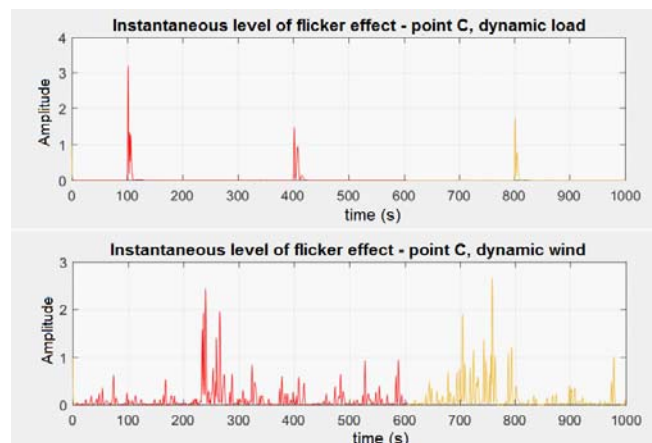 Instantaneous level of flicker effect - point C, dynamic load
Amplitude
4
3
2
1
0
0 100 200 300 400 500 600 700 800 900 1000
time (s)
Instantaneous level of flicker effect - point C, dynamic wind
Amplitude
3
2
1
0
0 100 200 300 400 500 600 700 800 900 1000
time (s)